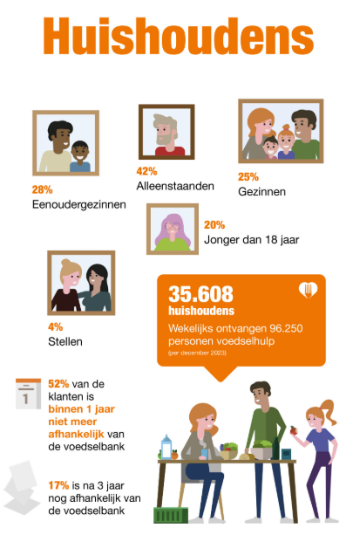 Huishoudens
28%
Eenoudergezinnen
42%
Alleenstaanden
25%
Gezinnen
20%
Jonger dan 18 jaar
4%
Stellen
35.608
huishoudens
Wekelijks ontvangen 96.250
personen voedselhulp
(per december 2023)
1
52% van de
klanten is
binnen 1 jaar
niet meer
afhankelijk van
de voedselbank
17% is na 3 jaar
nog afhankelijk van
de voedselbank